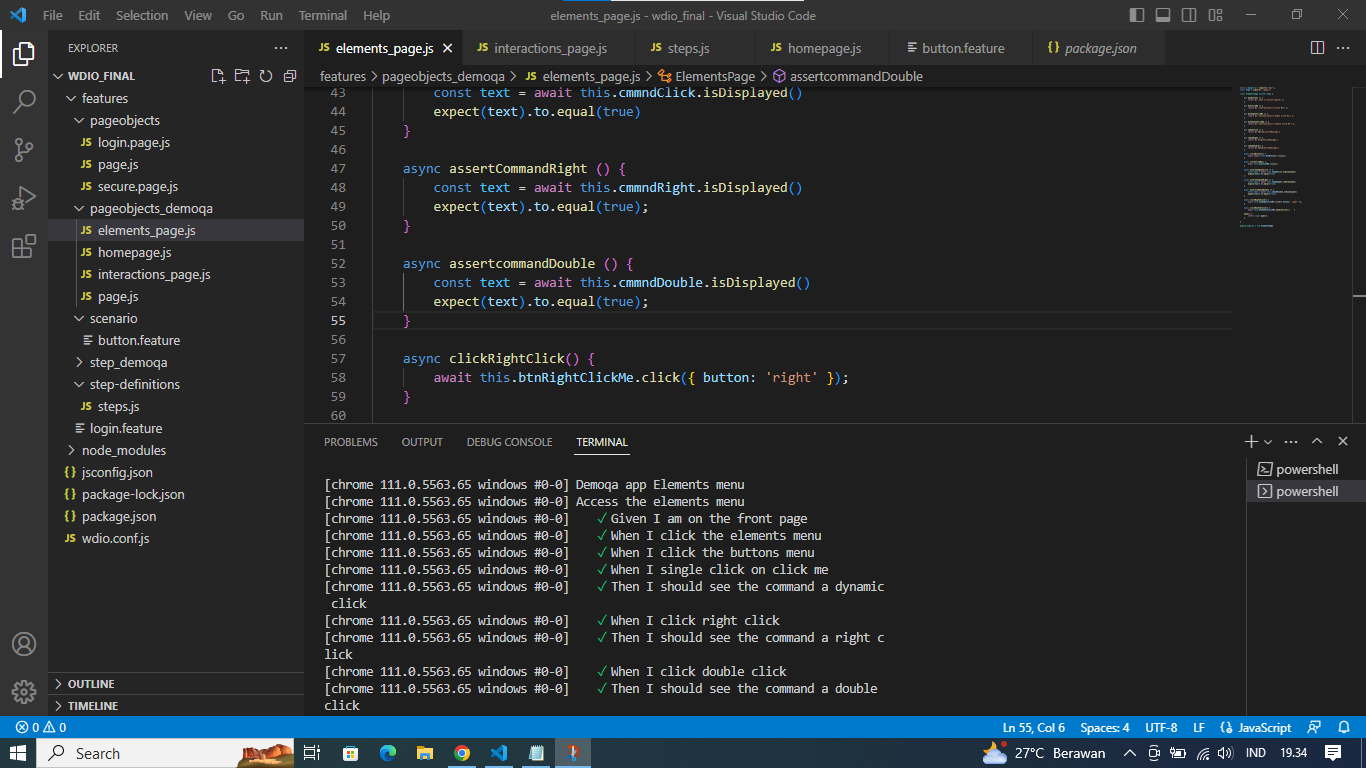 File Edit Selection View Go Run Terminal Help elements_page.js - wdio_final - Visual Studio Code
EXPLORER ···
JS elements_page.js JS interactions_page.js JS steps.js JS homepage.js button.feature {} package.json ···
WDIO_FINAL
features > pageobjects_demoqa > JS elements_page.js > ElementsPage > assertcommandDouble
features
pageobjects
JS login.page.js
JS page.js
JS secure.page.js
pageobjects_demoqa
JS elements_page.js
JS homepage.js
JS interactions_page.js
JS page.js
scenario
button.feature
step_demoqa
step-definitions
JS steps.js
login.feature
node_modules
{} jsconfig.json
{} package-lock.json
{} package.json
JS wdio.conf.js
OUTLINE
TIMELINE
43 const text = await this.cmmndClick.isDisplayed()
44 expect(text).to.equal(true)
45 }
46
47 async assertCommandRight () {
48 const text = await this.cmmndRight.isDisplayed()
49 expect(text).to.equal(true);
50 }
51
52 async assertcommandDouble () {
53 const text = await this.cmmndDouble.isDisplayed()
54 expect(text).to.equal(true);
55 }
56
57 async clickRightClick() {
58 await this.btnRightClickMe.click({ button: 'right' });
59 }
60
PROBLEMS OUTPUT DEBUG CONSOLE TERMINAL
powershell
powershell
[chrome 111.0.5563.65 windows #0-0] Demoqa app Elements menu
[chrome 111.0.5563.65 windows #0-0] Access the elements menu
[chrome 111.0.5563.65 windows #0-0] ✓ Given I am on the front page
[chrome 111.0.5563.65 windows #0-0] ✓ When I click the elements menu
[chrome 111.0.5563.65 windows #0-0] ✓ When I click the buttons menu
[chrome 111.0.5563.65 windows #0-0] ✓ When I single click on click me
[chrome 111.0.5563.65 windows #0-0] ✓ Then I should see the command a dynamic
click
[chrome 111.0.5563.65 windows #0-0] ✓ When I click right click
[chrome 111.0.5563.65 windows #0-0] ✓ Then I should see the command a right c
lick
[chrome 111.0.5563.65 windows #0-0] ✓ When I click double click
[chrome 111.0.5563.65 windows #0-0] ✓ Then I should see the command a double
click
0 0 Ln 55, Col 6 Spaces: 4 UTF-8 LF {} JavaScript
Search 27°C Berawan IND 19.34